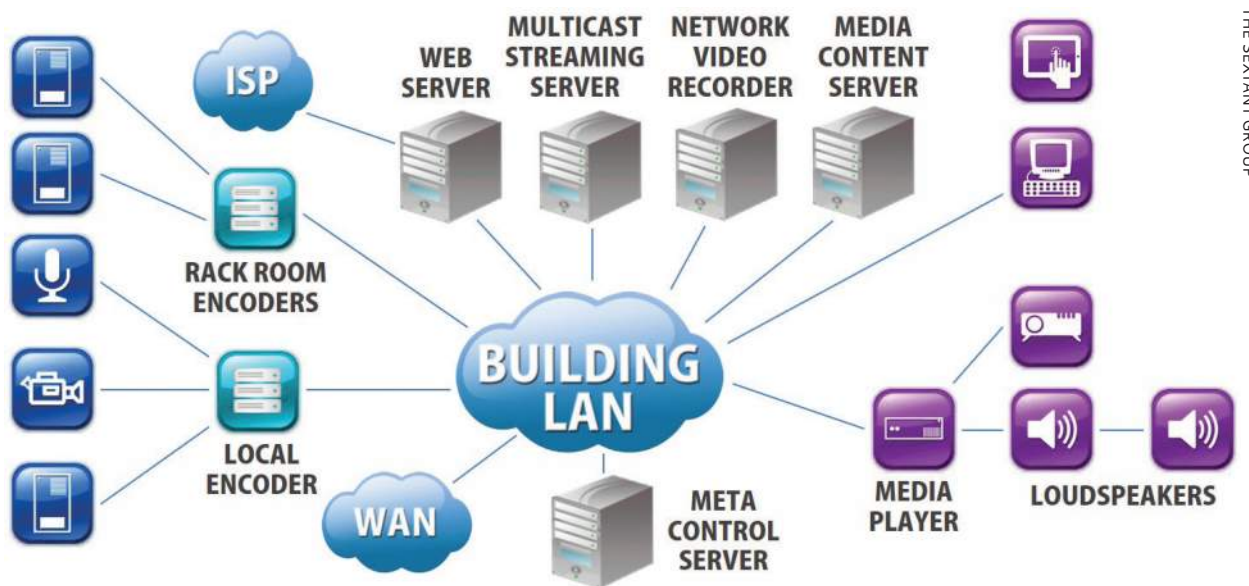 ISP
WEB
SERVER
MULTICAST
STREAMING
SERVER
NETWORK
VIDEO
RECORDER
MEDIA
CONTENT
SERVER
THE SEXTANT GROUP
RACK ROOM
ENCODERS
BUILDING
LAN
LOCAL
ENCODER
WAN
META
CONTROL
SERVER
MEDIA
PLAYER
LOUDSPEAKERS